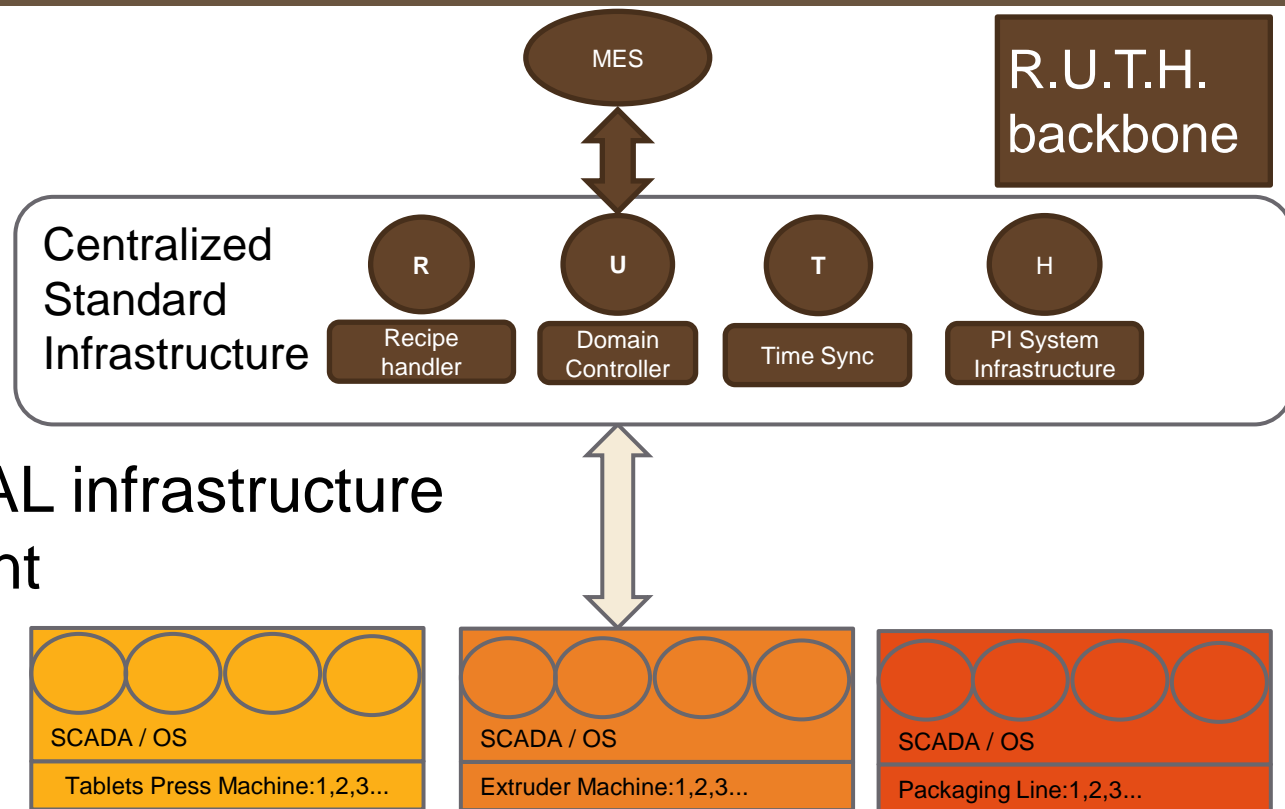 MES
R.U.T.H.
backbone
Centralized
Standard
Infrastructure
R
U
T
H
Recipe
handler
Domain
Controller
Time Sync
PI System
Infrastructure
AL infrastructure
nt
SCADA / OS
Tablets Press Machine:1,2,3...
SCADA / OS
Extruder Machine:1,2,3...
SCADA / OS
Packaging Line:1,2,3...